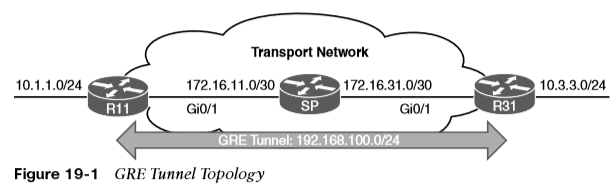 Transport Network
10.1.1.0/24
172.16.11.0/30
172.16.31.0/30
10.3.3.0/24
R11
Gi0/1
SP
Gi0/1
R31
GRE Tunnel: 192.168.100.0/24
Figure 19-1 GRE Tunnel Topology